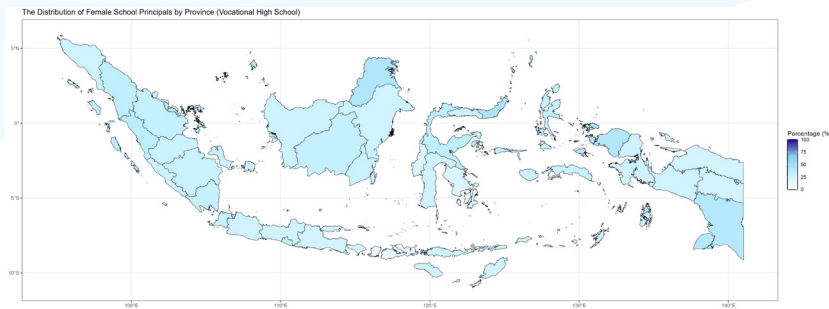 The Distribution of Female School Principals by Province (Vocational High School)
5°N
0°
5°S
10°S
100°E
110°E
120°E
130°E
140°E
Percentage (%
100
75
50
25
0